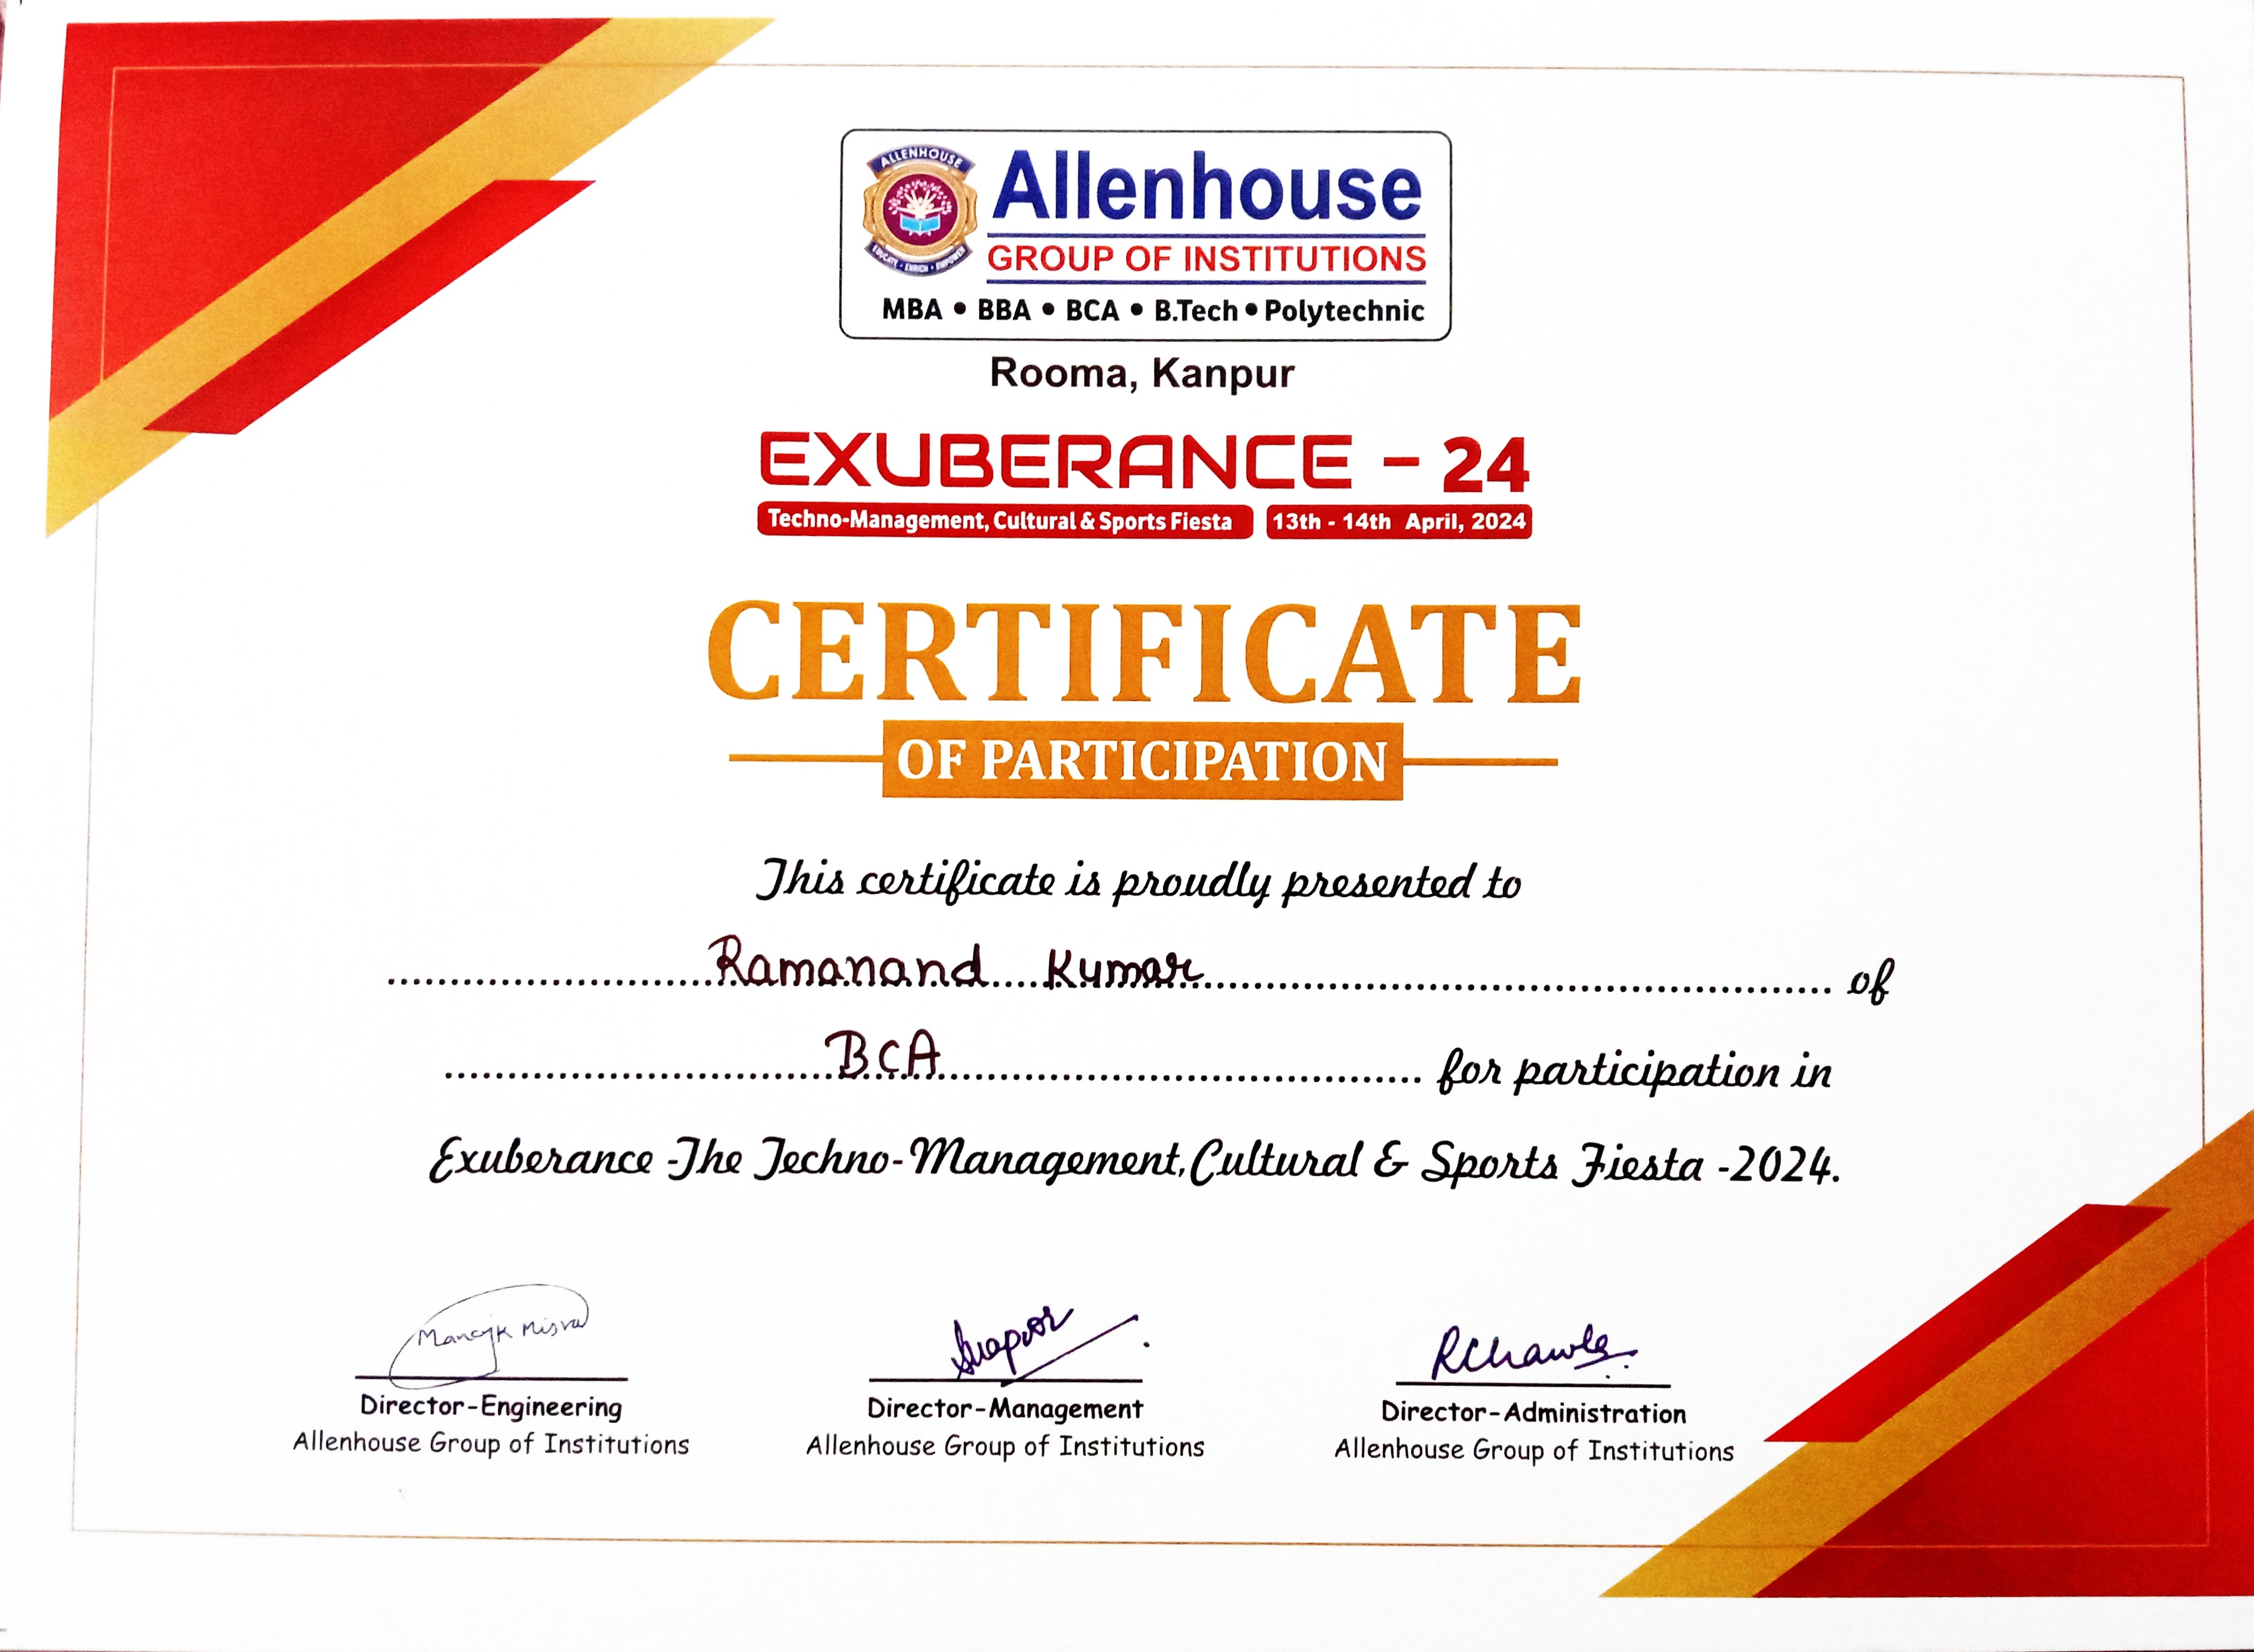 ALLENHOUSE
EDUCATE • ENRICH • EMPOWER
Allenhouse
GROUP OF INSTITUTIONS
MBA • BBA • BCA • B.Tech • Polytechnic
Rooma, Kanpur
EXUBERANCE – 24
Techno-Management, Cultural & Sports Fiesta 13th - 14th April, 2024
CERTIFICATE
OF PARTICIPATION
This certificate is proudly presented to
Ramanand Kumar of
BCA for participation in
Exuberance -The Techno-Management, Cultural & Sports Fiesta -2024.
Misra RChawla
Director-Engineering Director-Management Director-Administration
Allenhouse Group of Institutions Allenhouse Group of Institutions Allenhouse Group of Institutions